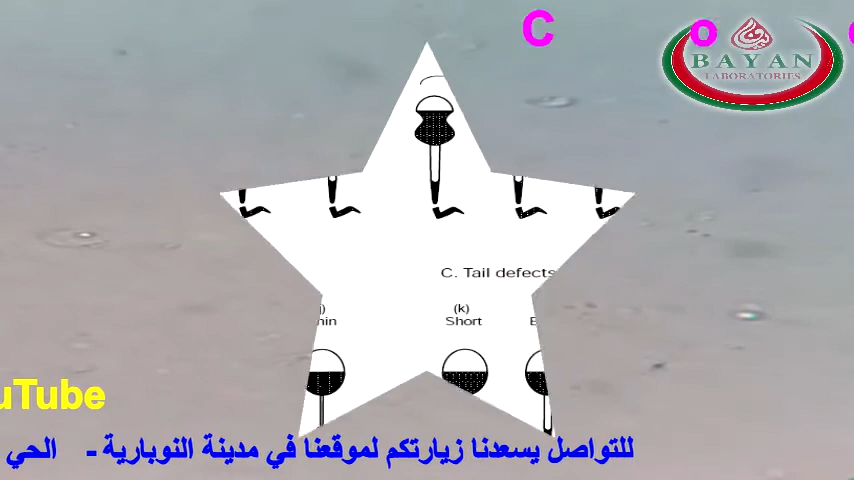 C o
BAYAN
LABORATORIES
C. Tail defects
(k)
Short
uTube
للتواصل يسعدنا زيارتكم لموقعنا في مدينة النوبارية - الحي